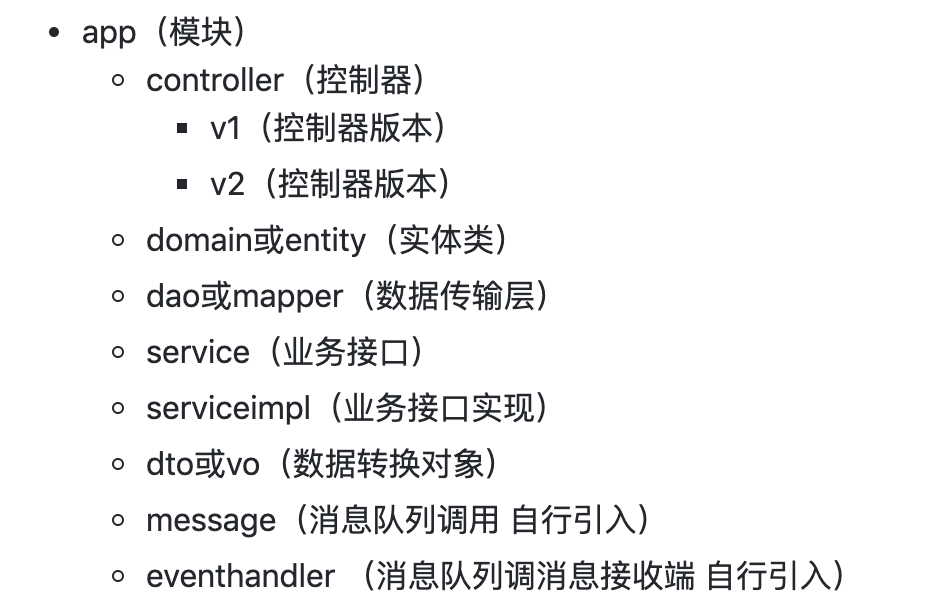 app（模块）
controller（控制器）
v1（控制器版本）
v2（控制器版本）
domain或entity（实体类）
dao或mapper（数据传输层）
service（业务接口）
serviceimpl（业务接口实现）
dto或vo（数据转换对象）
message（消息队列调用 自行引入）
eventhandler （消息队列调消息接收端 自行引入）